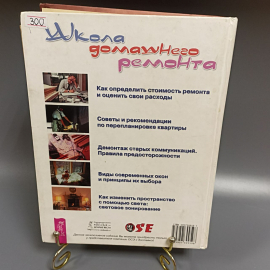 300
Школа
домашнего
ремонта
Как определить стоимость ремонта
и оценить свои расходы
Советы и рекомендации
по перепланировке квартиры
Демонтаж старых коммуникаций.
Правила предосторожности
Виды современных окон
и принципы их выбора
Как изменить пространство
с помощью света:
световое зонирование
OSE